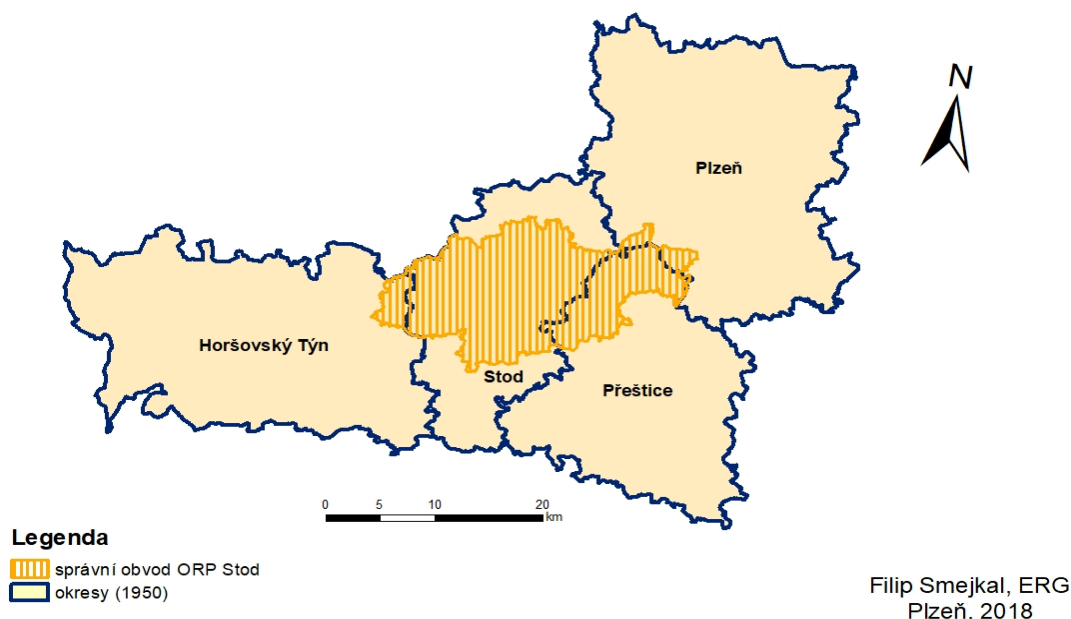 N
Plzeň
Horšovský Týn
Stod
Přeštice
0 5 10 20
km
Legenda
správní obvod ORP Stod
okresy (1950)
Filip Smejkal, ERG
Plzeň. 2018